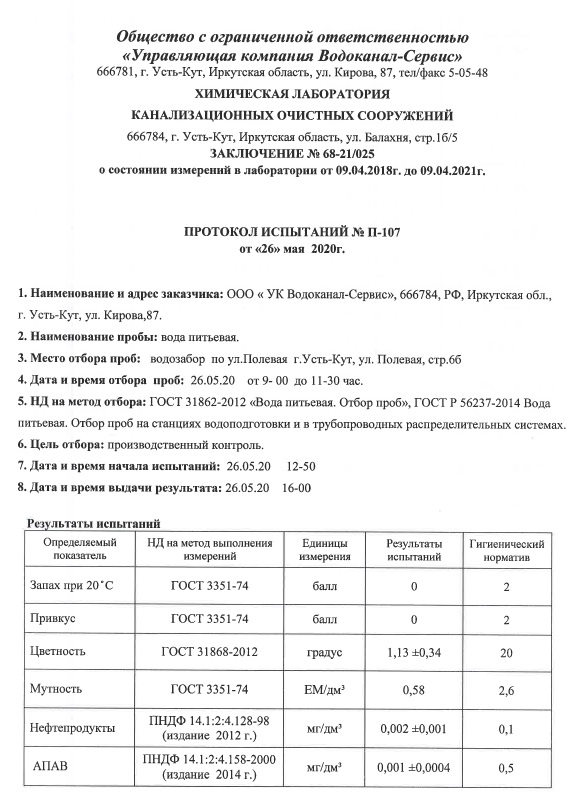 Общество с ограниченной ответственностью
«Управляющая компания Водоканал-Сервис»
666781, г. Усть-Кут, Иркутская область, ул. Кирова, 87, тел/факс 5-05-48
ХИМИЧЕСКАЯ ЛАБОРАТОРИЯ
КАНАЛИЗАЦИОННЫХ ОЧИСТНЫХ СООРУЖЕНИЙ
666784, г. Усть-Кут, Иркутская область, ул. Балахня, стр.1б/5
ЗАКЛЮЧЕНИЕ № 68-21/025
о состоянии измерений в лаборатории от 09.04.2018г. до 09.04.2021г.
ПРОТОКОЛ ИСПЫТАНИЙ № П-107
от «26» мая 2020г.
1. Наименование и адрес заказчика: ООО « УК Водоканал-Сервис», 666784, РФ, Иркутская обл.,
г. Усть-Кут, ул. Кирова,87.
2. Наименование пробы: вода питьевая.
3. Место отбора проб: водозабор по ул.Полевая г.Усть-Кут, ул. Полевая, стр.6б
4. Дата и время отбора проб: 26.05.20 от 9- 00 до 11-30 час.
5. НД на метод отбора: ГОСТ 31862-2012 «Вода питьевая. Отбор проб», ГОСТ Р 56237-2014 Вода
питьевая. Отбор проб на станциях водоподготовки и в трубопроводных распределительных системах.
6. Цель отбора: производственный контроль.
7. Дата и время начала испытаний: 26.05.20 12-50
8. Дата и время выдачи результата: 26.05.20 16-00
Результаты испытаний
Определяемый показатель НД на метод выполнения измерений Единицы измерения Результаты испытаний Гигиенический норматив
Запах при 20˚С ГОСТ 3351-74 балл 0 2
Привкус ГОСТ 3351-74 балл 0 2
Цветность ГОСТ 31868-2012 градус 1,13 ±0,34 20
Мутность ГОСТ 3351-74 ЕМ/дм³ 0,58 2,6
Нефтепродукты ПНДФ 14.1:2:4.128-98 (издание 2012 г.) мг/дм³ 0,002 ±0,001 0,1
АПАВ ПНДФ 14.1:2:4.158-2000 (издание 2014 г.) мг/дм³ 0,001 ±0,0004 0,5